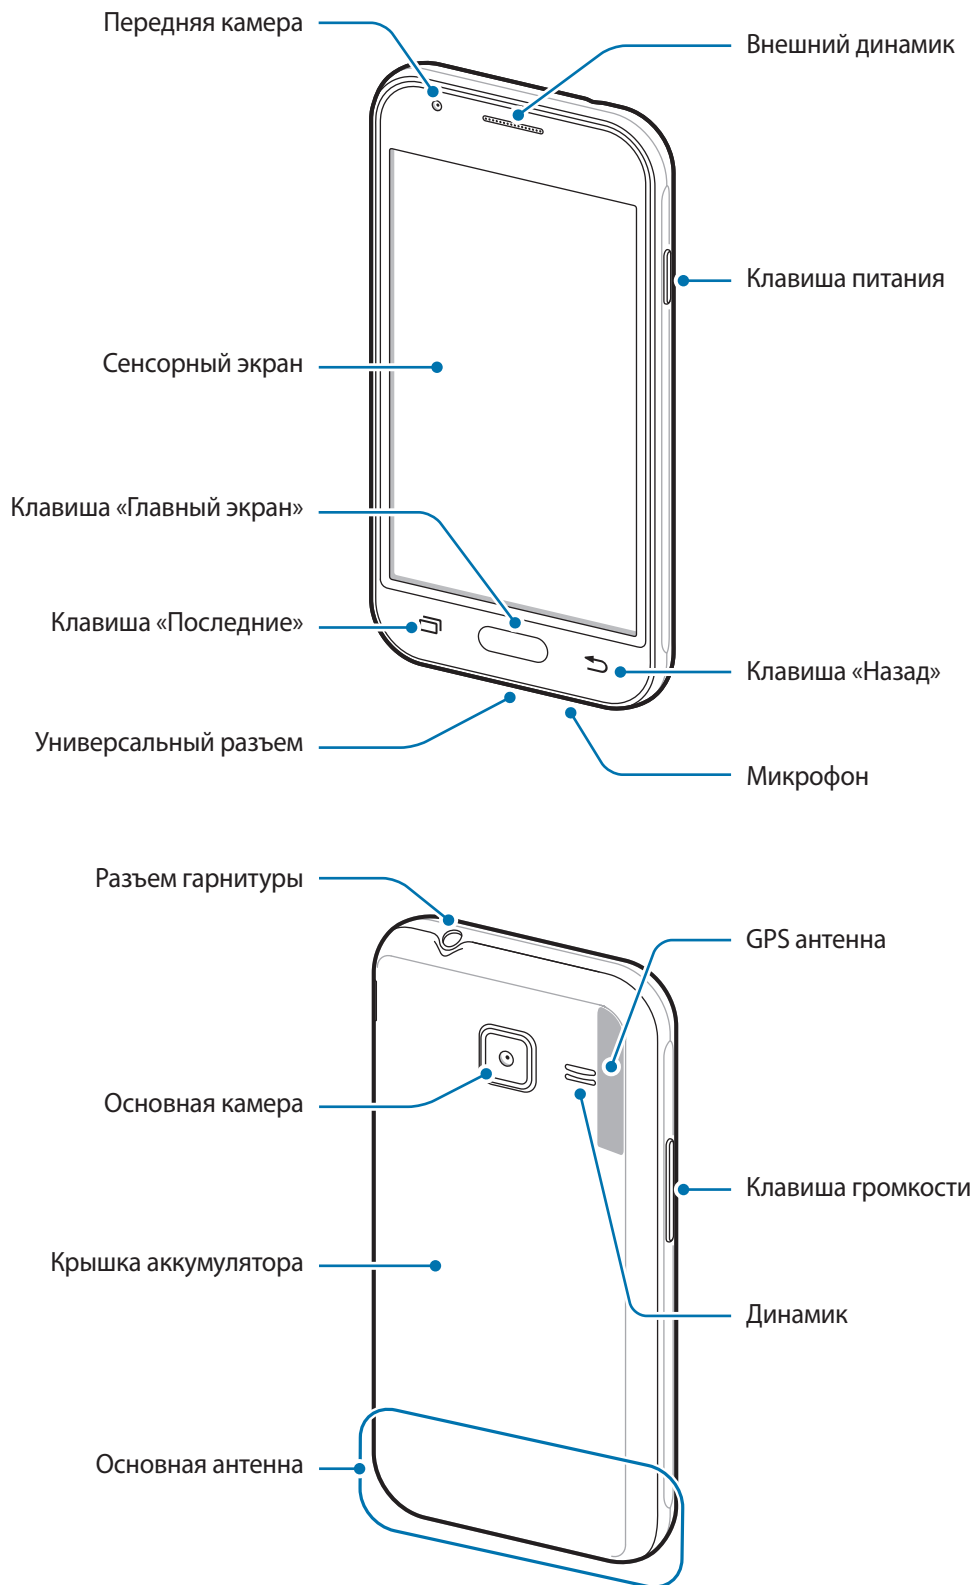 Передняя камера
Внешний динамик
Клавиша питания
Сенсорный экран
Клавиша «Главный экран»
Клавиша «Последние»
Клавиша «Назад»
Универсальный разъем
Микрофон
Разъем гарнитуры
GPS антенна
Основная камера
Клавиша громкости
Крышка аккумулятора
Динамик
Основная антенна